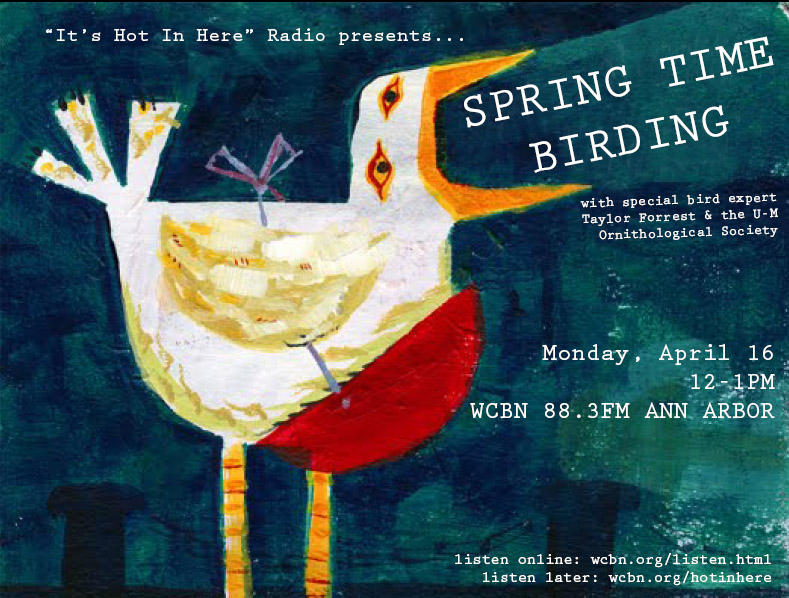 “It’s Hot In Here” Radio presents...
SPRING TIME
BIRDING
with special bird expert
Taylor Forrest & the U-M
Ornithological Society
Monday, April 16
12-1PM
WCBN 88.3FM ANN ARBOR
listen online: wcbn.org/listen.html
listen later: wcbn.org/hotinhere